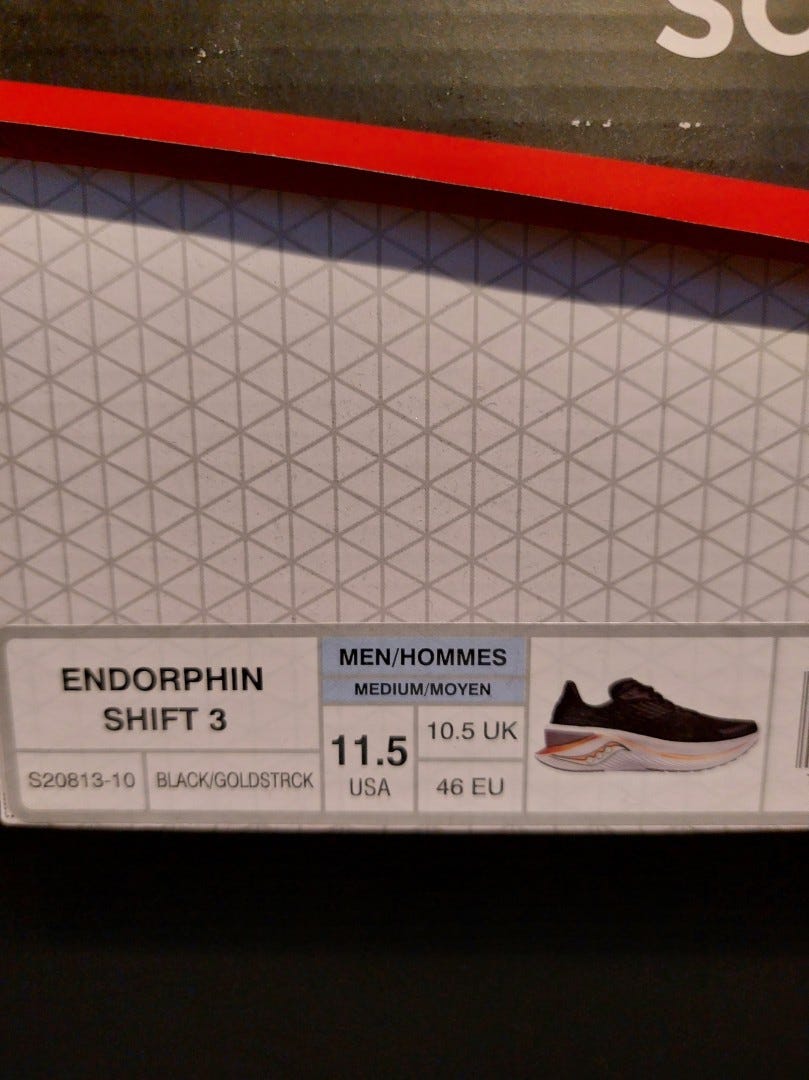 ENDORPHIN
SHIFT 3
S20813-10
BLACK/GOLDSTRCK
MEN/HOMMES
MEDIUM/MOYEN
11.5
USA
10.5 UK
46 EU